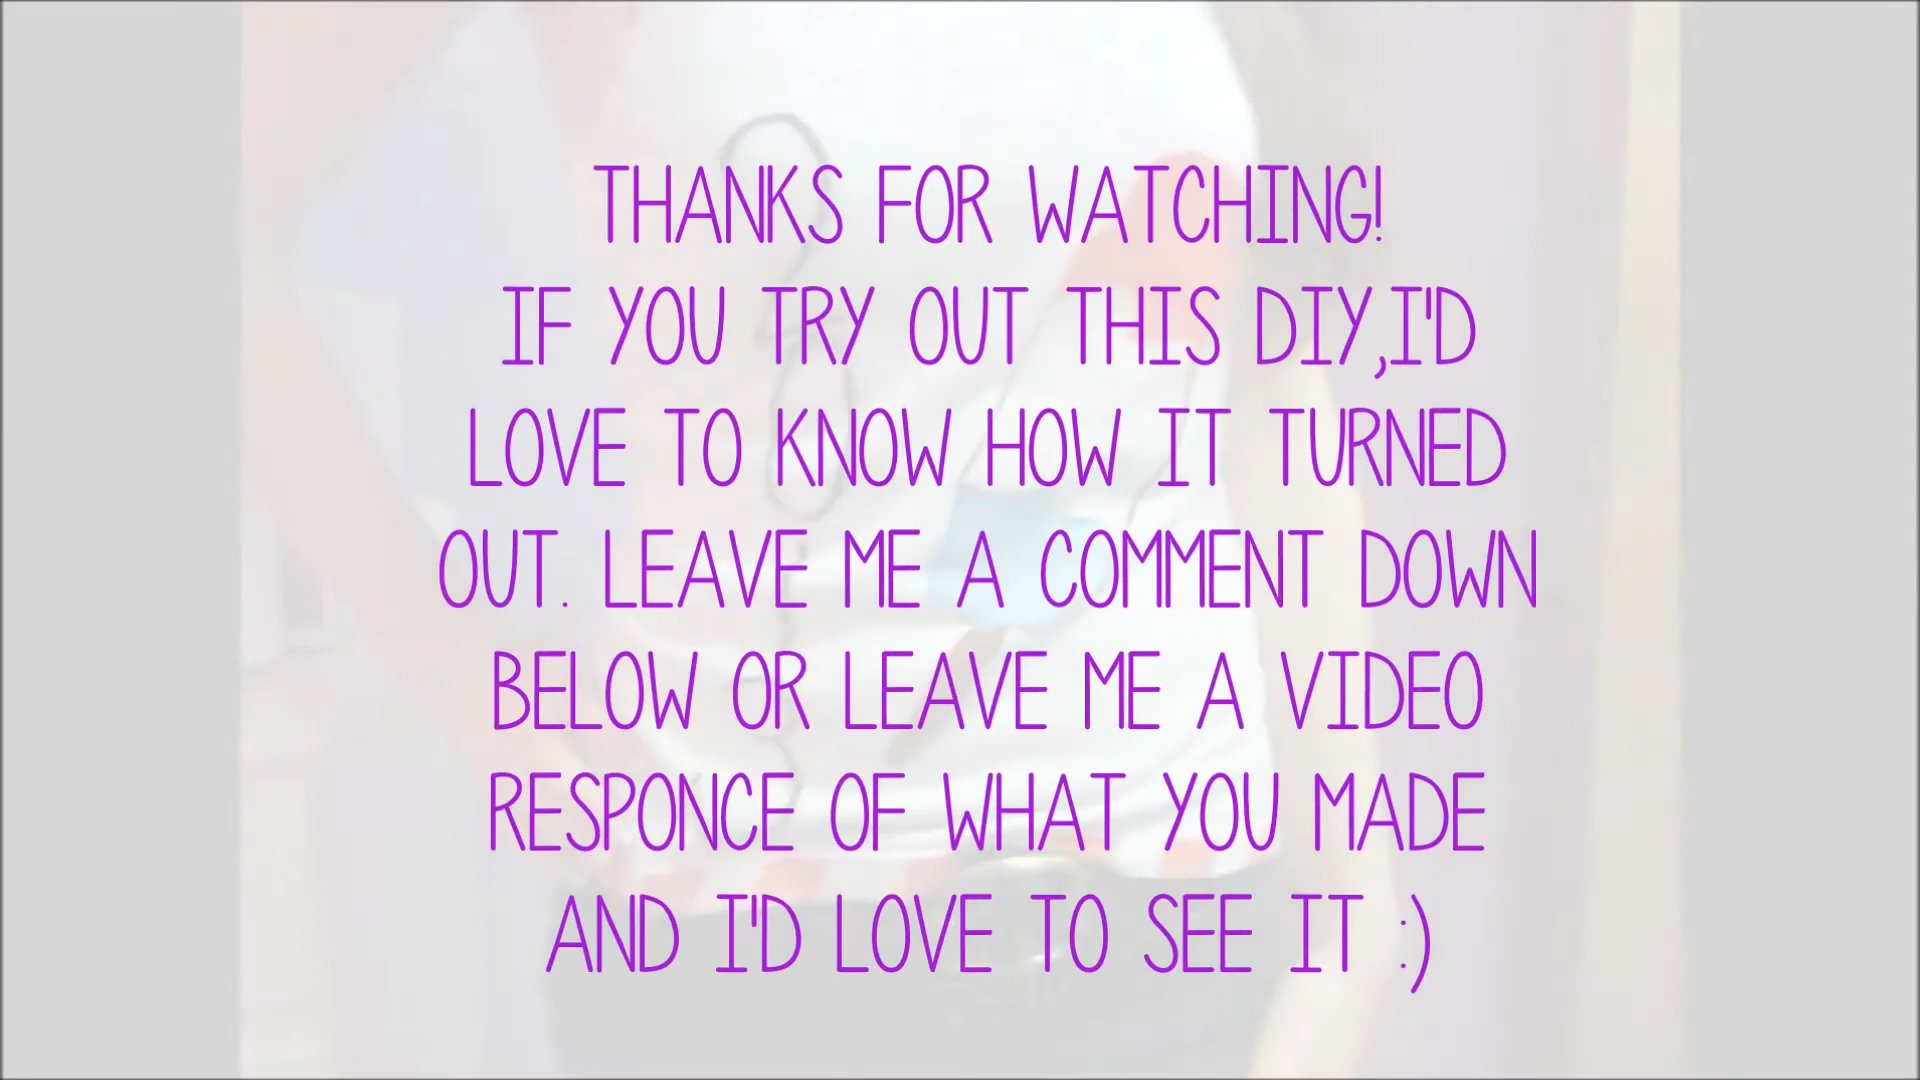 THANKS FOR WATCHING!
IF YOU TRY OUT THIS DIY,I'D
LOVE TO KNOW HOW IT TURNED
OUT. LEAVE ME A COMMENT DOWN
BELOW OR LEAVE ME A VIDEO
RESPONCE OF WHAT YOU MADE
AND I'D LOVE TO SEE IT :)